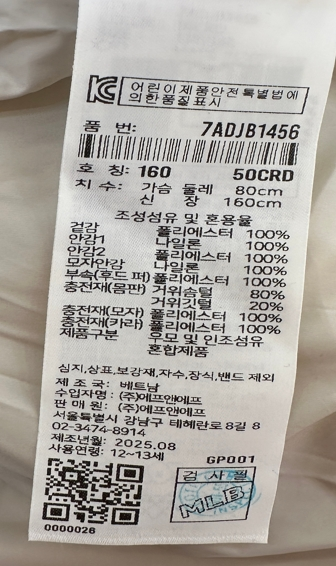 어린이제품안전특별법에
의한품질표시
품 번: 7ADJB1456
호 칭: 160 50CRD
치 수: 가슴 둘레 80cm
신 장 160cm
조성섬유 및 혼용율
겉감 폴리에스터 100%
안감1 나일론 100%
안감2 폴리에스터 100%
모자안감 나일론 100%
부속(후드 퍼) 폴리에스터 100%
충전재(몸판) 거위솜털 80%
거위깃털 20%
충전재(모자) 폴리에스터 100%
충전재(카라) 폴리에스터 100%
제품구분 우모 및 인조섬유
혼합제품
심지,상표,보강재,자수,장식,밴드 제외
제 조 국: 베트남
수입자명: (주)에프앤에프
판 매 원: (주)에프앤에프
서울특별시 강남구 테헤란로8길 8
02-3474-8914
제조년월: 2025.08
사용연령: 12~13세
GP001
검사필
MLB
0000026